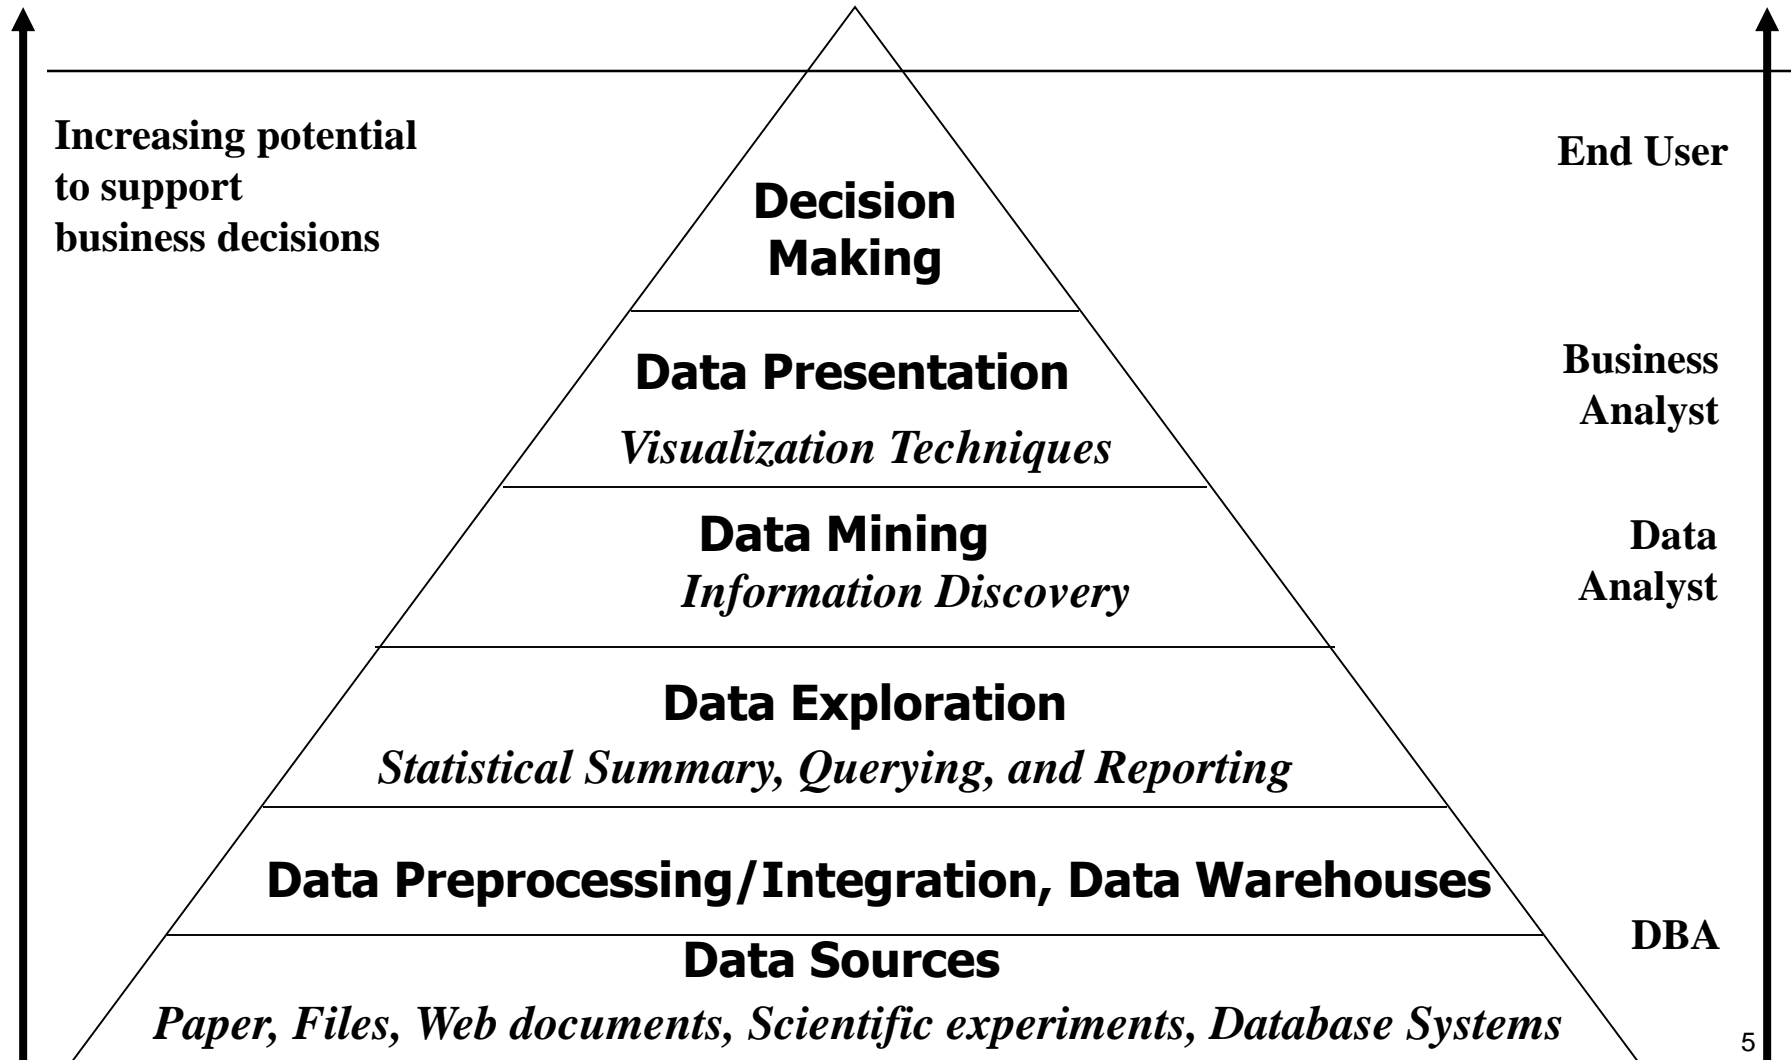 Increasing potential
to support
business decisions
End User
Decision
Making
Data Presentation
Visualization Techniques
Business
Analyst
Data Mining
Information Discovery
Data
Analyst
Data Exploration
Statistical Summary, Querying, and Reporting
Data Preprocessing/Integration, Data Warehouses
DBA
Data Sources
Paper, Files, Web documents, Scientific experiments, Database Systems
5